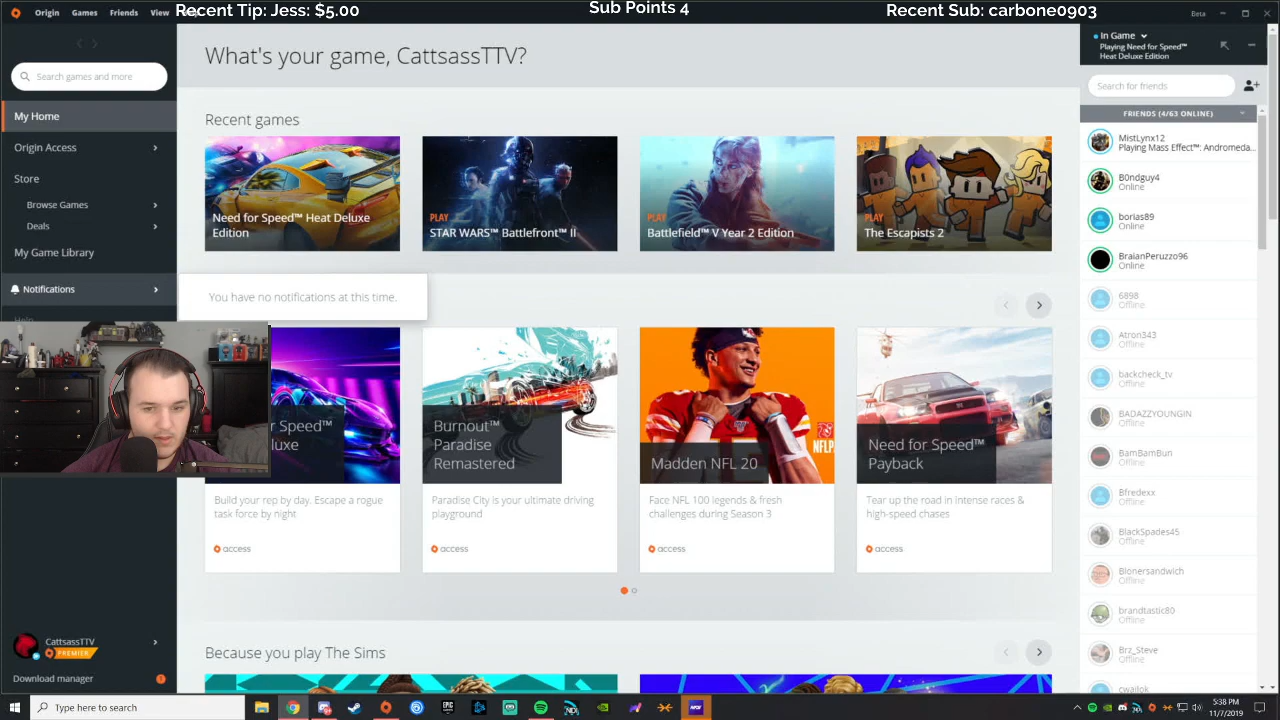 Origin Games Friends View
Recent Tip: Jess: $5.00
Sub Points 4
Recent Sub: carbone0903
Beta
Search games and more
My Home
Origin Access
Store
Browse Games
Deals
My Game Library
Notifications
Help
CattsassTTV
PREMIER
Download manager
What's your game, CattsassTTV?
Recent games
Need for Speed™ Heat Deluxe
Edition
PLAY
STAR WARS™ Battlefront™ II
PLAY
Battlefield™ V Year 2 Edition
PLAY
The Escapists 2
You have no notifications at this time.
r Speed™
luxe
Build your rep by day. Escape a rogue
task force by night
access
Burnout™
Paradise
Remastered
Paradise City is your ultimate driving
playground
access
Madden NFL 20
Face NFL 100 legends & fresh
challenges during Season 3
access
Need for Speed™
Payback
Tear up the road in intense races &
high-speed chases
access
Because you play The Sims
In Game
Playing Need for Speed™
Heat Deluxe Edition
Search for friends
FRIENDS (4/63 ONLINE)
MistLynx12
Playing Mass Effect™: Andromeda...
B0ndguy4
Online
borias89
Online
BraianPeruzzo96
Online
6898
Offline
Atron343
Offline
backcheck_tv
Offline
BADAZZYOUNGIN
Offline
BamBamBun
Offline
Bfredexx
Offline
BlackSpades45
Offline
Blonersandwich
Offline
brandtastic80
Offline
Brz_Steve
Offline
cwailok
Type here to search
5:38 PM
11/7/2019